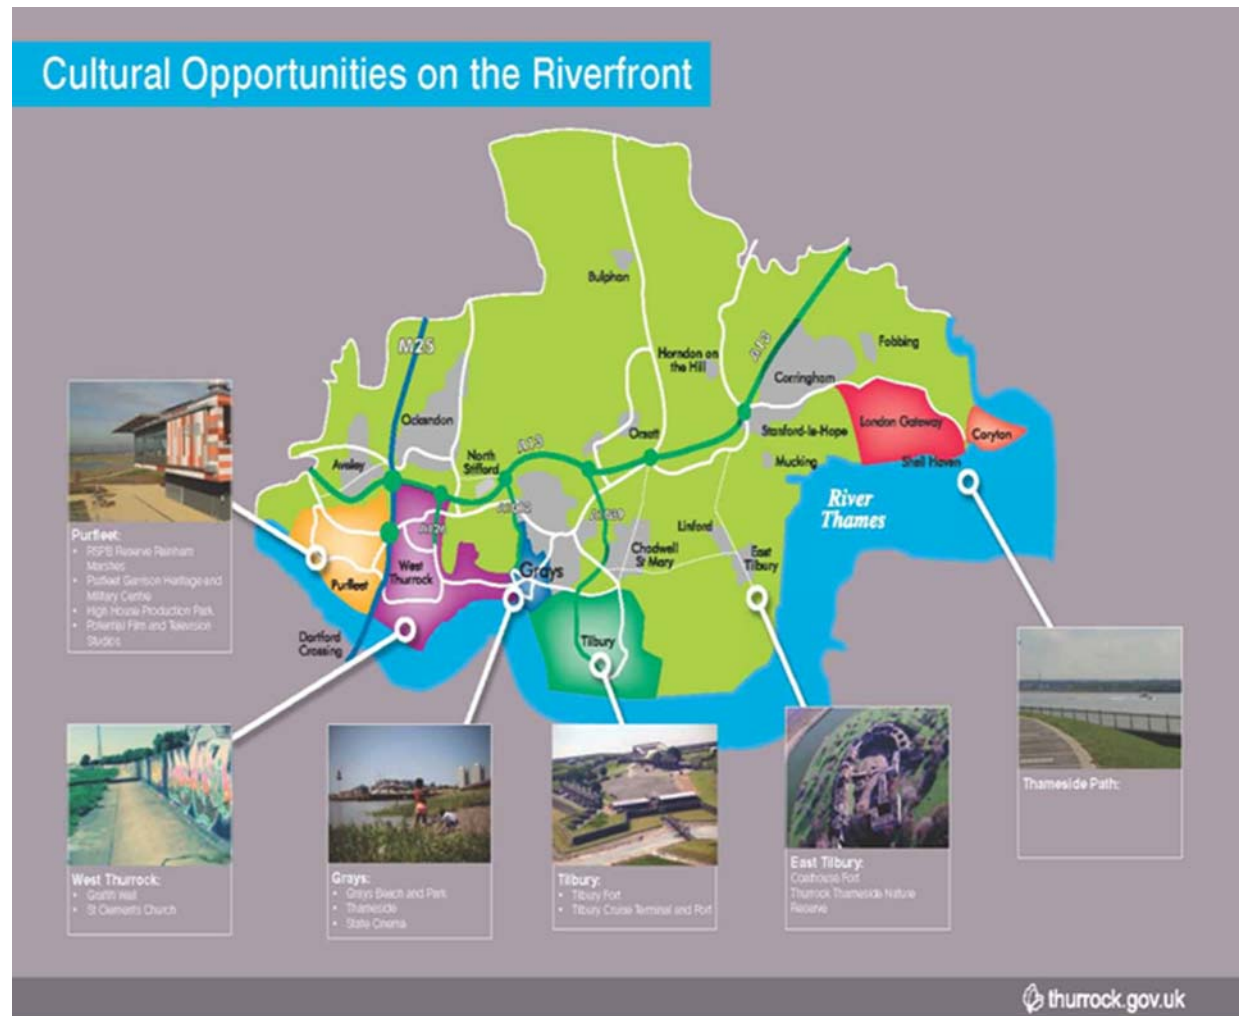 Cultural Opportunities on the Riverfront
Bulphan
Fobbing
M25
A13
Horndon on
the Hill
Corringham
Ockendon
London Gateway
Coryton
Orsett
Stanford-le-Hope
A13
North
Stifford
Aveley
Mucking
Shell Haven
River
Thames
A126
Linford
Chadwell
St Mary
East
Tilbury
West
Thurrock
Grays
Purfleet
Dartford
Crossing
Tilbury
Purfleet:
• RSPB Reserve Rainham
Marshes
• Purfleet Garrison Heritage and
Military Centre
• High House Production Park
• Potential Film and Television
Studios
West Thurrock:
• Graffiti Wall
• St Clement's Church
Grays:
• Grays Beach and Park
• Thameside
• State Cinema
Tilbury:
• Tilbury Fort
• Tilbury Cruise Terminal and Port
East Tilbury:
Coalhouse Fort
Thurrock Thameside Nature
Reserve
Thameside Path:
thurrock.gov.uk